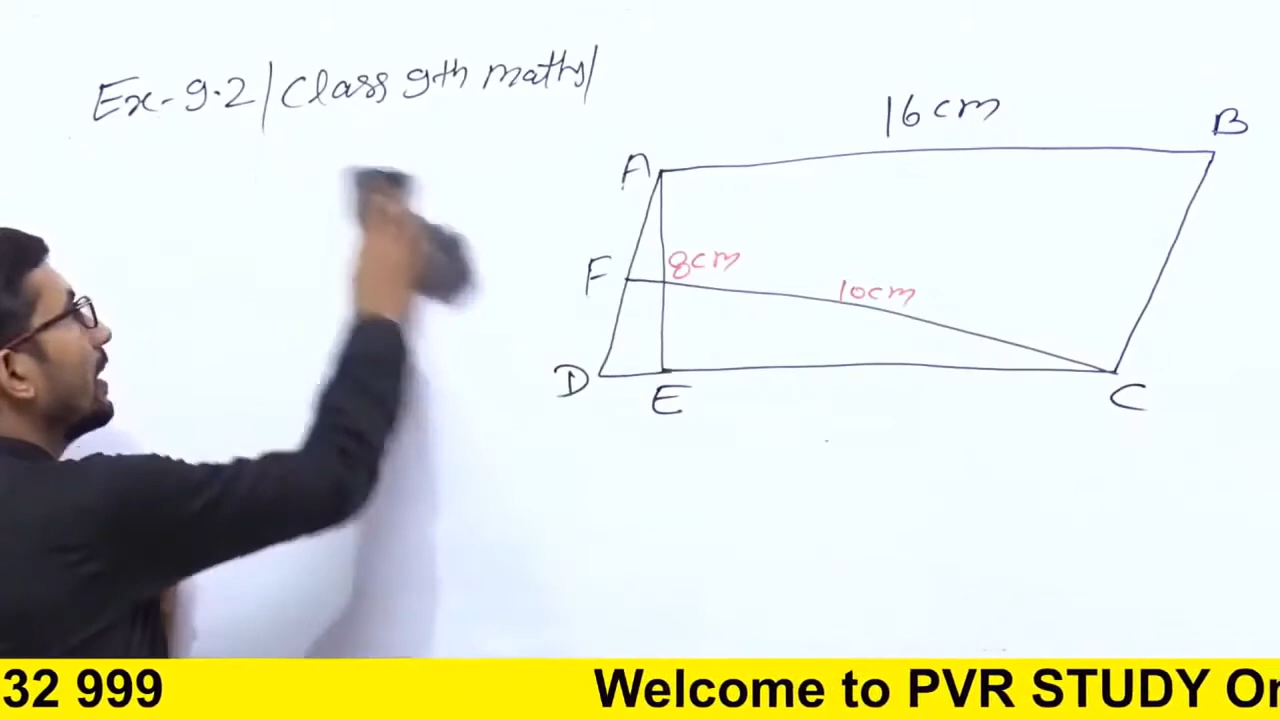 Ex-9.2/Class 9th maths/
16cm
B
A
F
8cm
10cm
D
E
C
32 999 Welcome to PVR STUDY On